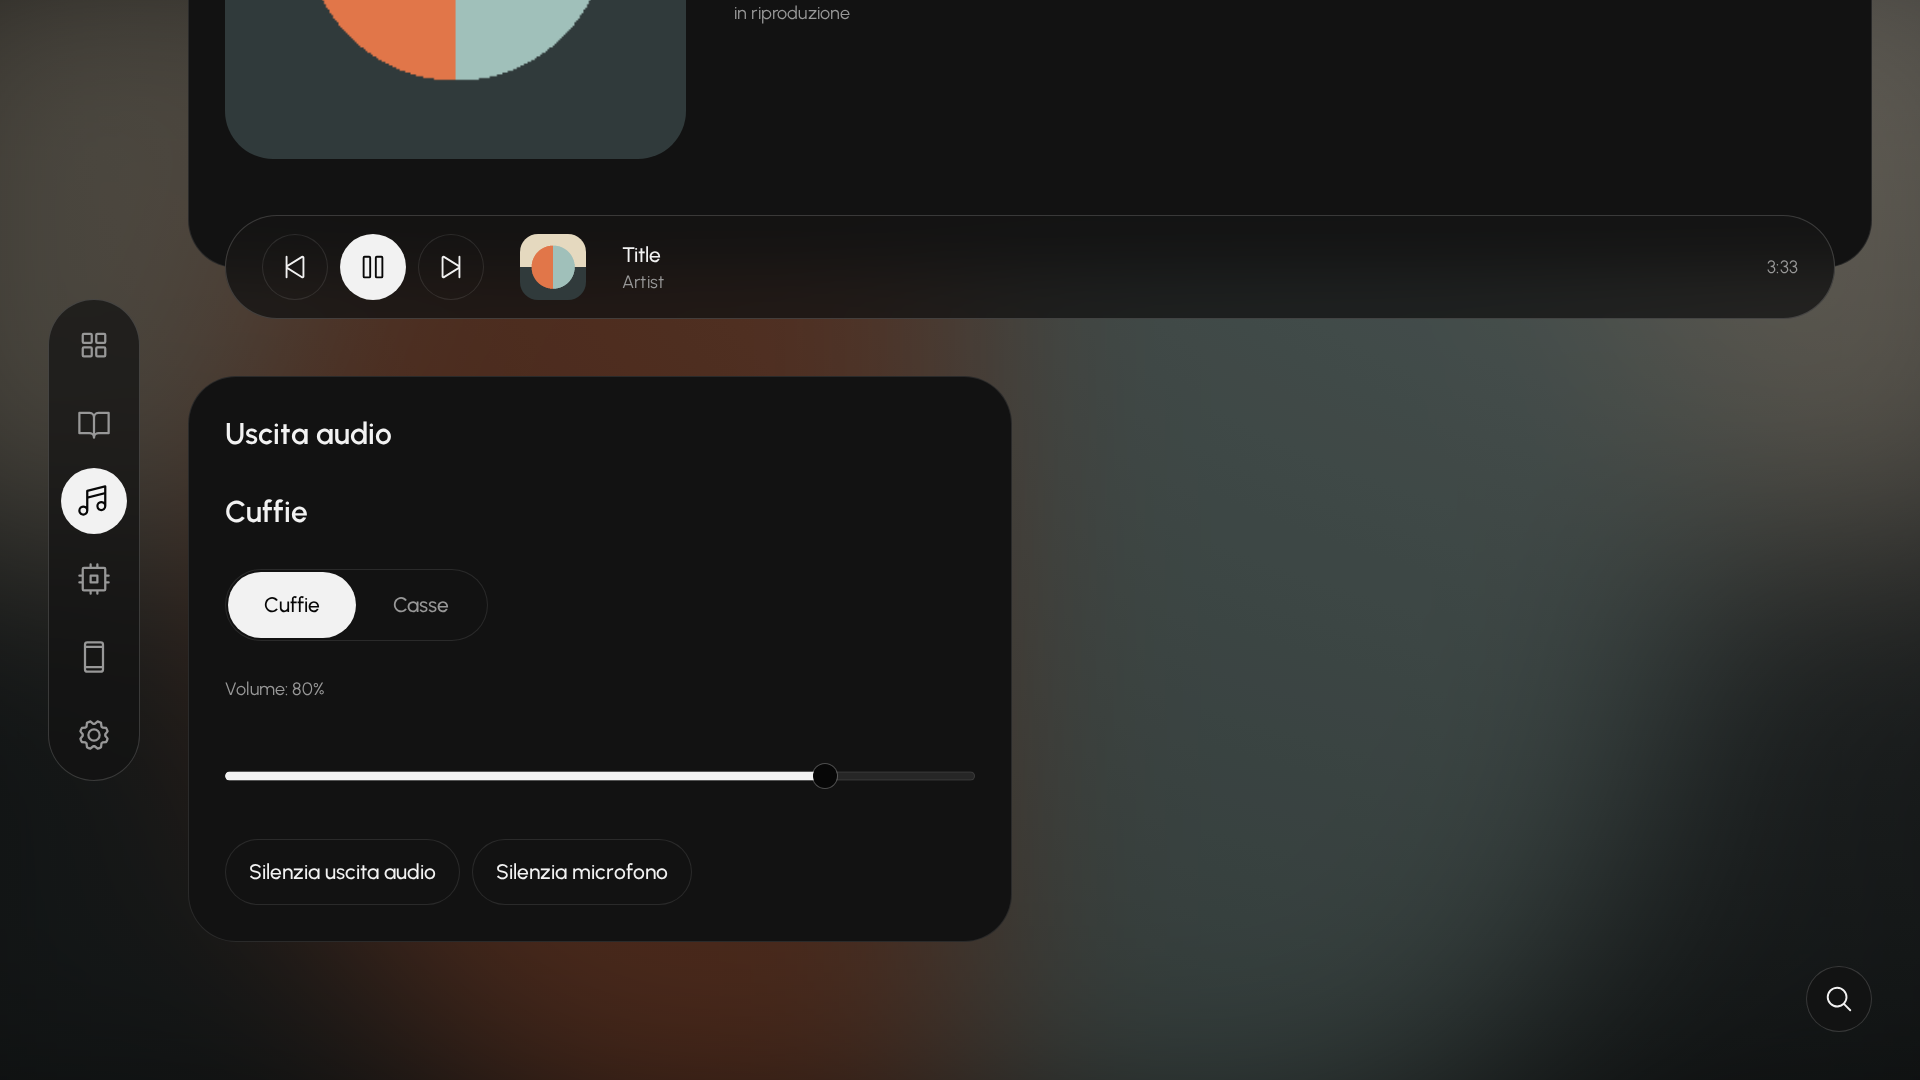 in riproduzione
Title
Artist
3:33
Uscita audio
Cuffie
Cuffie
Casse
Volume: 80%
Silenzia uscita audio
Silenzia microfono